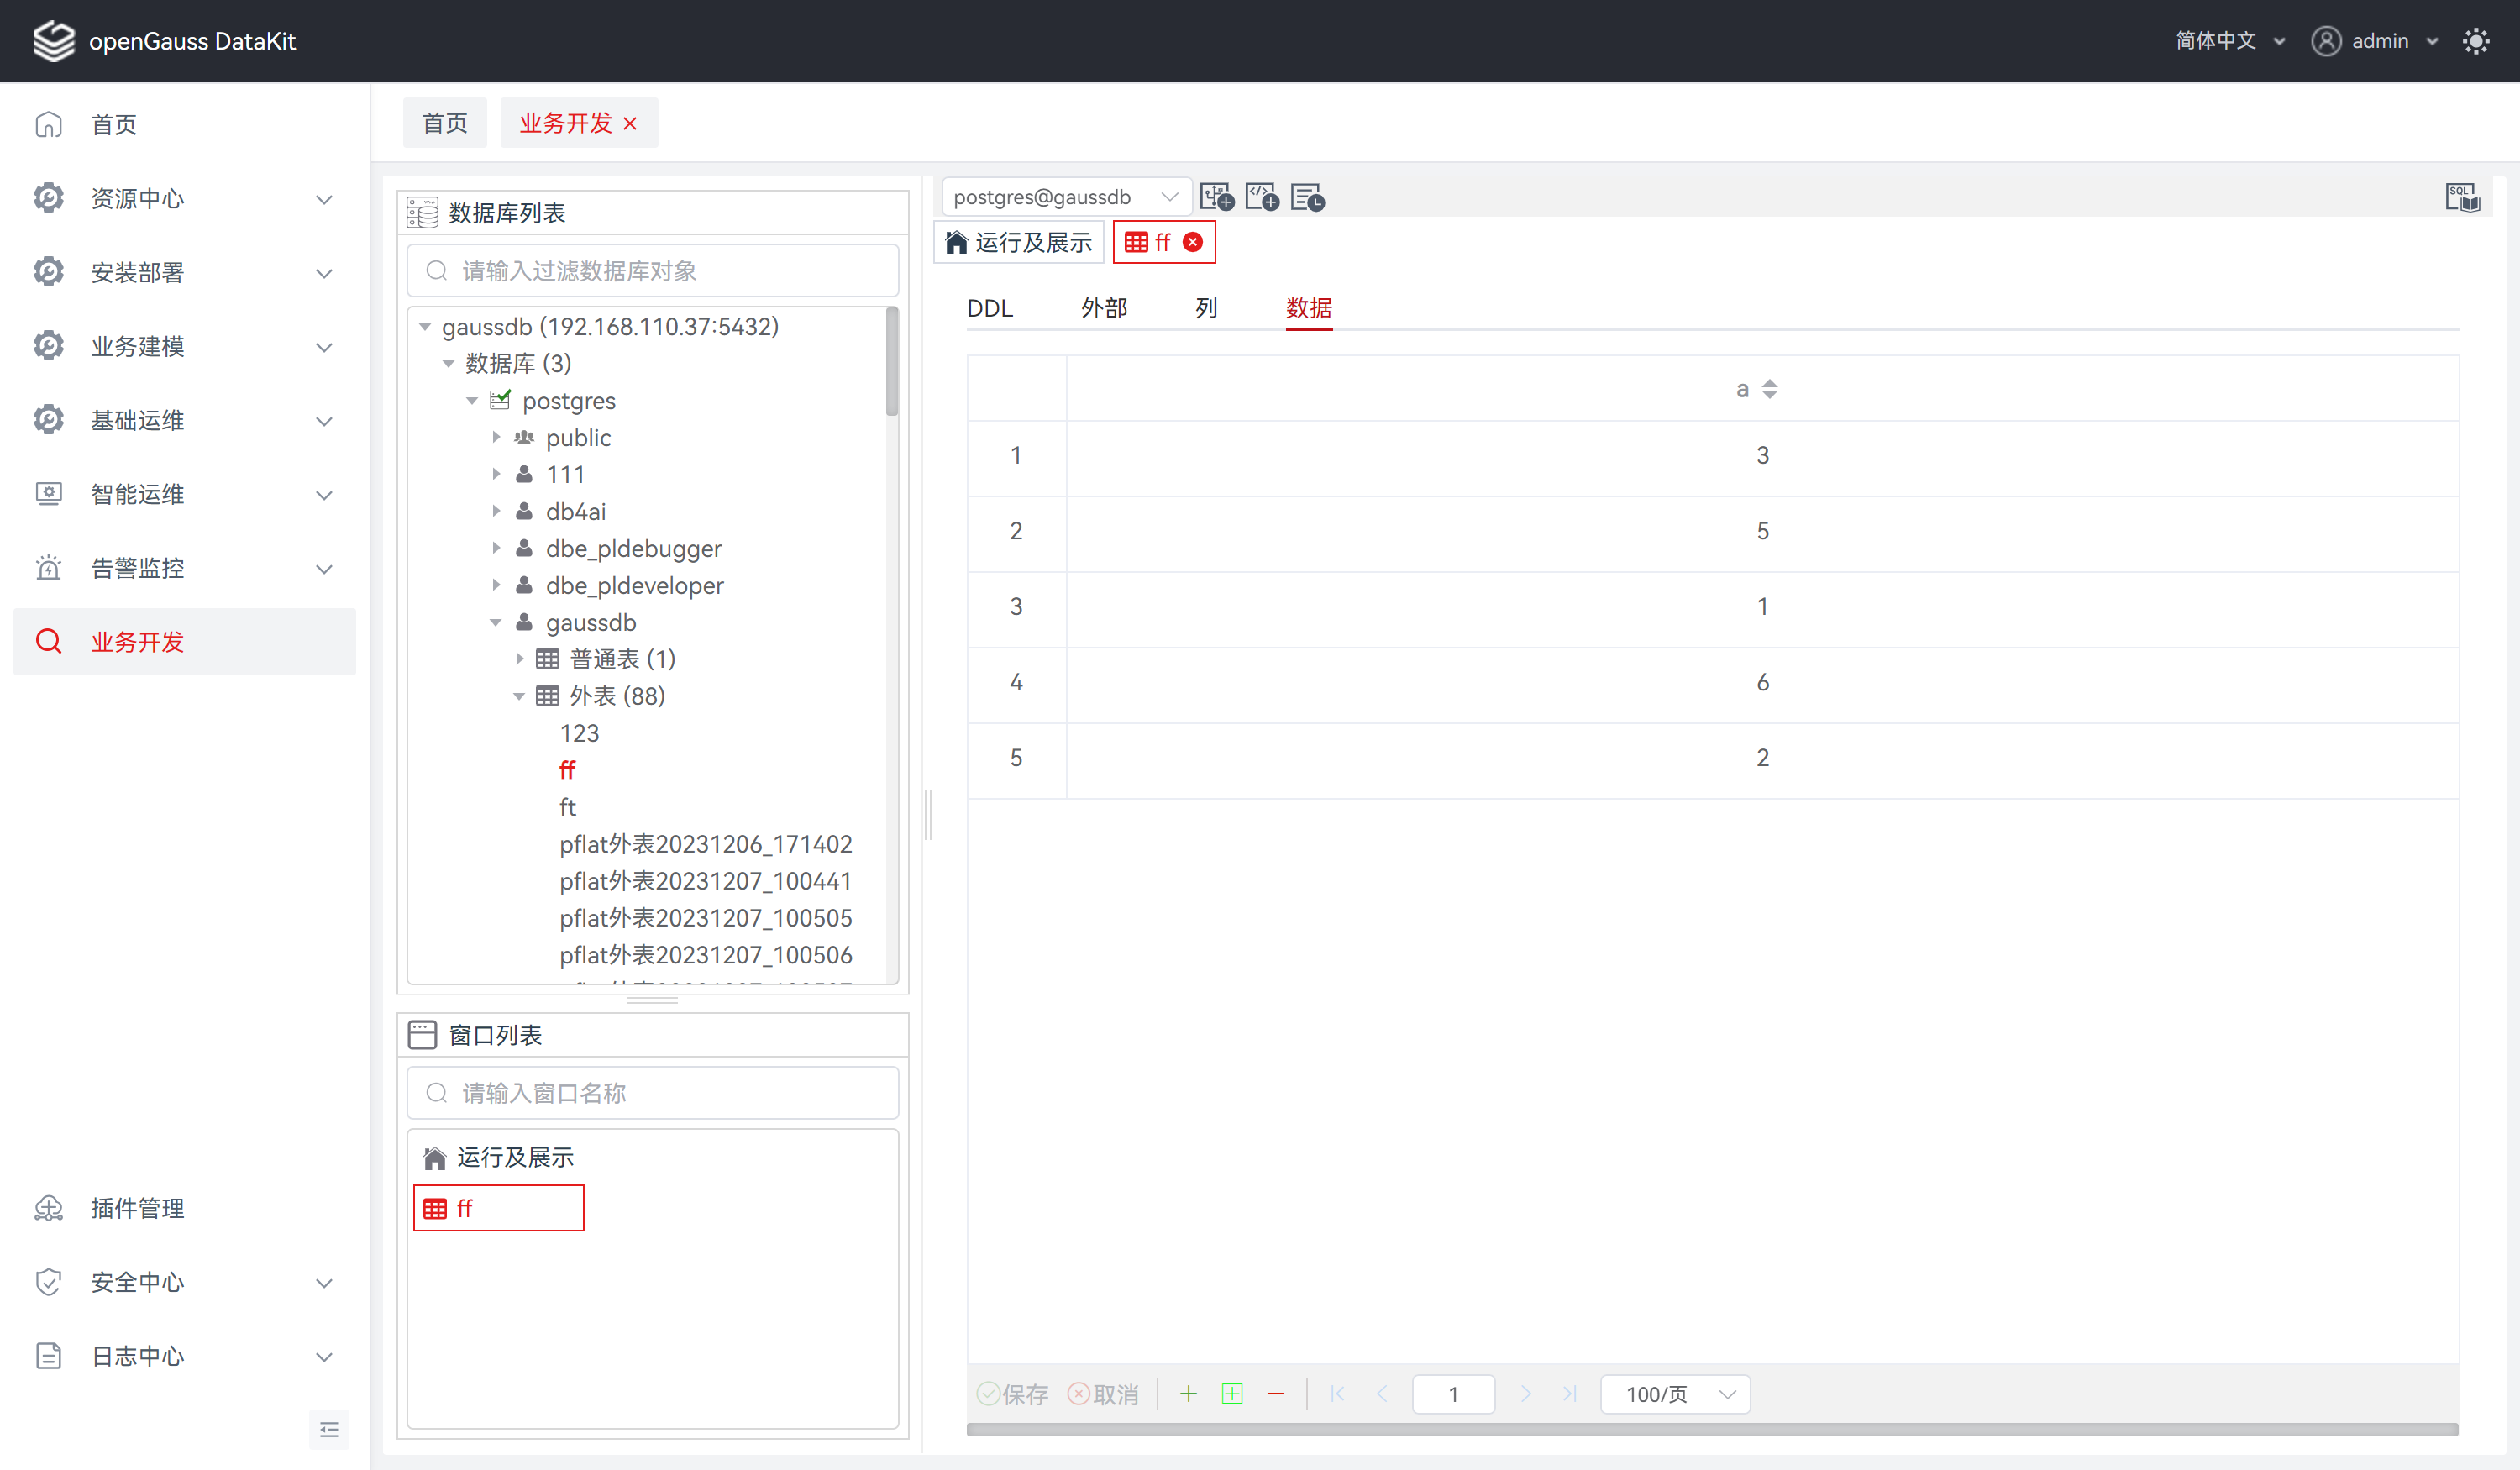 openGauss DataKit
简体中文
admin
首页
资源中心
安装部署
业务建模
基础运维
智能运维
告警监控
业务开发
插件管理
安全中心
日志中心
首页
业务开发
数据库列表
请输入过滤数据库对象
gaussdb (192.168.110.37:5432)
数据库 (3)
postgres
public
111
db4ai
dbe_pldebugger
dbe_pldeveloper
gaussdb
普通表 (1)
外表 (88)
123
ff
ft
pflat外表20231206_171402
pflat外表20231207_100441
pflat外表20231207_100505
pflat外表20231207_100506
窗口列表
请输入窗口名称
运行及展示
ff
postgres@gaussdb
SQL
运行及展示
ff
DDL 外部 列 数据
a
1 3
2 5
3 1
4 6
5 2
保存 取消 1 100/页